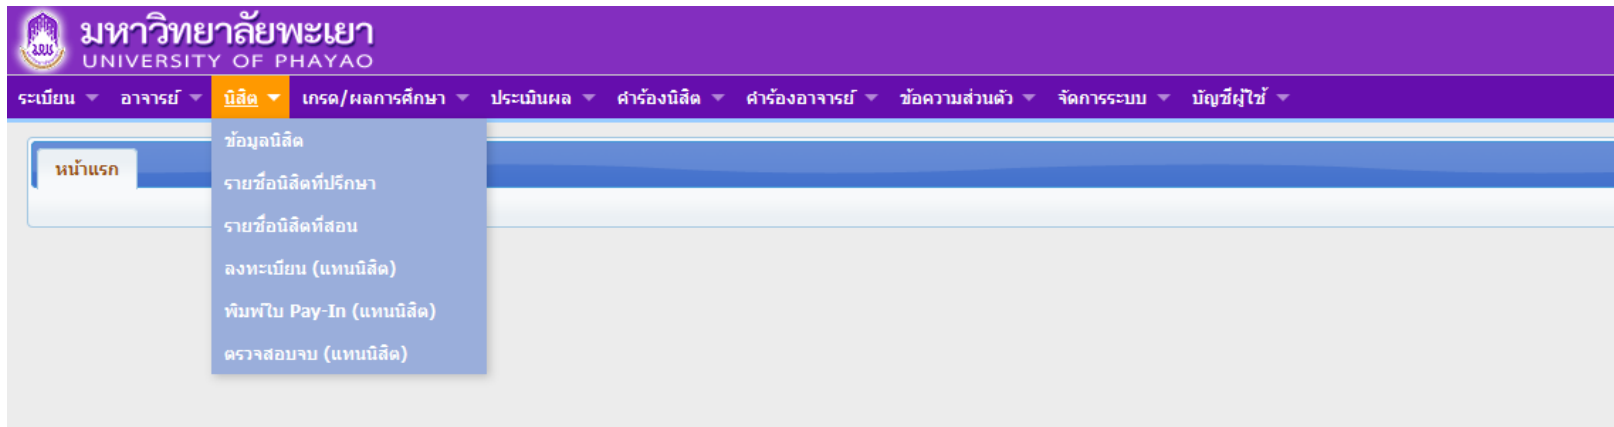 มหาวิทยาลัยพะเยา
UNIVERSITY OF PHAYAO
ระเบียน อาจารย์ นิสิต เกรด/ผลการศึกษา ประเมินผล คำร้องนิสิต คำร้องอาจารย์ ข้อความส่วนตัว จัดการระบบ บัญชีผู้ใช้
หน้าแรก
ข้อมูลนิสิต
รายชื่อนิสิตที่ปรึกษา
รายชื่อนิสิตที่สอน
ลงทะเบียน (แทนนิสิต)
พิมพ์ใบ Pay-In (แทนนิสิต)
ตรวจสอบจบ (แทนนิสิต)